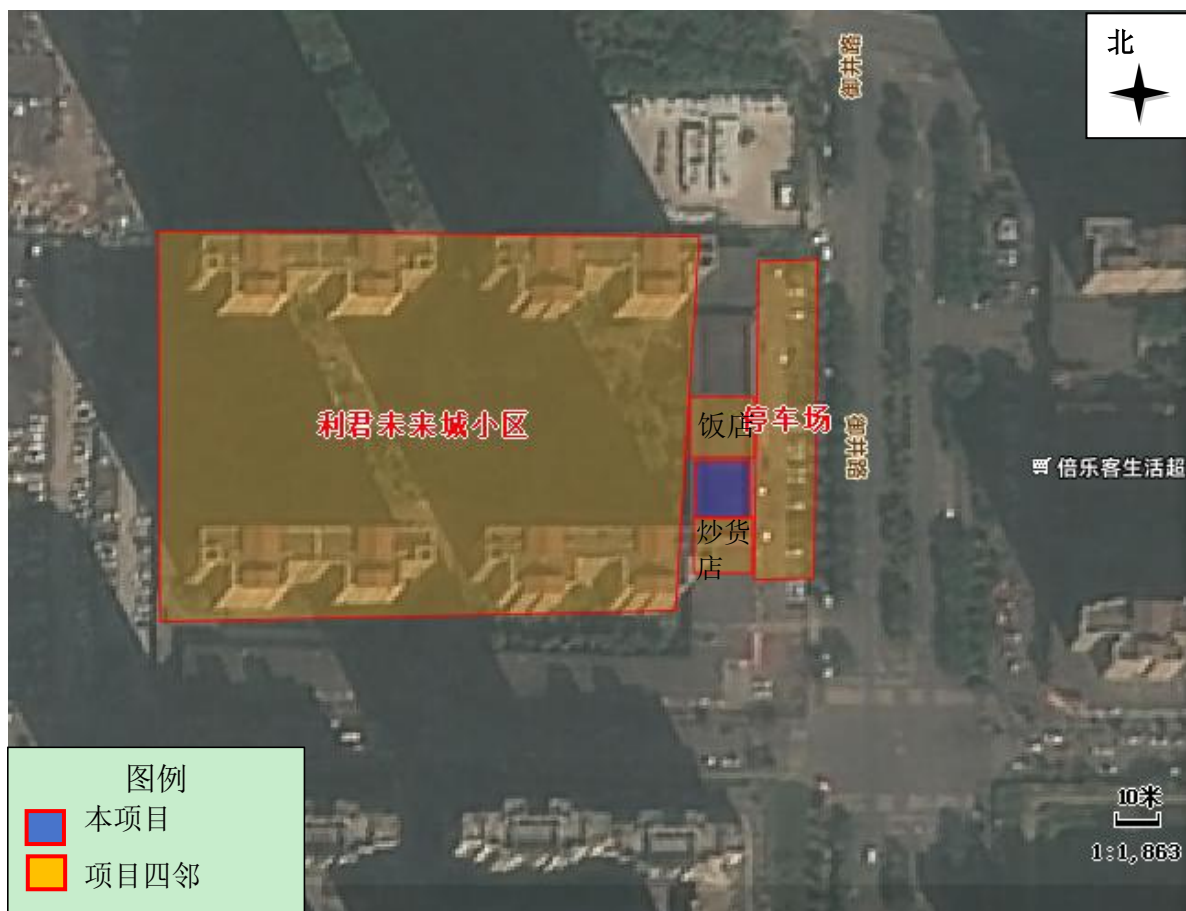 北
御井路
利君未来城小区
饭店
停车场
御井路
倍乐客生活超
炒货
店
图例
本项目
项目四邻
10米
1:1,863